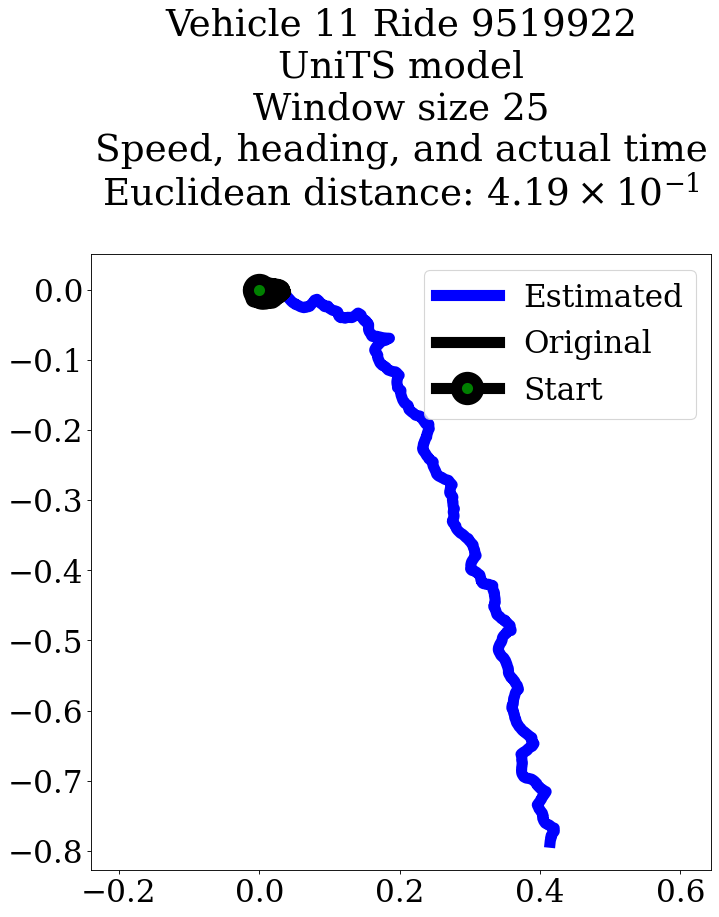 Vehicle 11 Ride 9519922
UniTS model
Window size 25
Speed, heading, and actual time
Euclidean distance: 4.19 × 10⁻¹
Estimated
Original
Start
0.0
−0.1
−0.2
−0.3
−0.4
−0.5
−0.6
−0.7
−0.8
−0.2 0.0 0.2 0.4 0.6